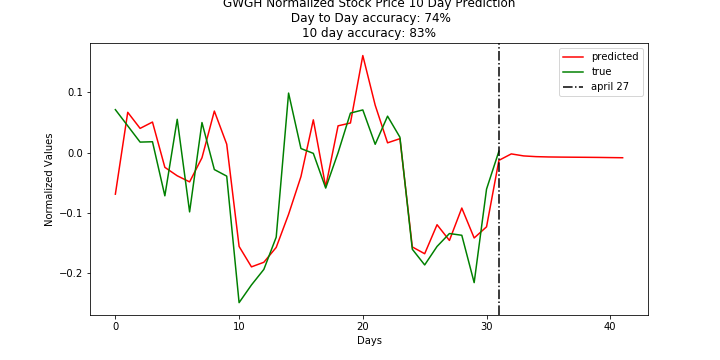 GWGH Normalized Stock Price 10 Day Prediction
Day to Day accuracy: 74%
10 day accuracy: 83%
predicted
true
april 27
Normalized Values
0.1
0.0
−0.1
−0.2
0
10
20
30
40
Days